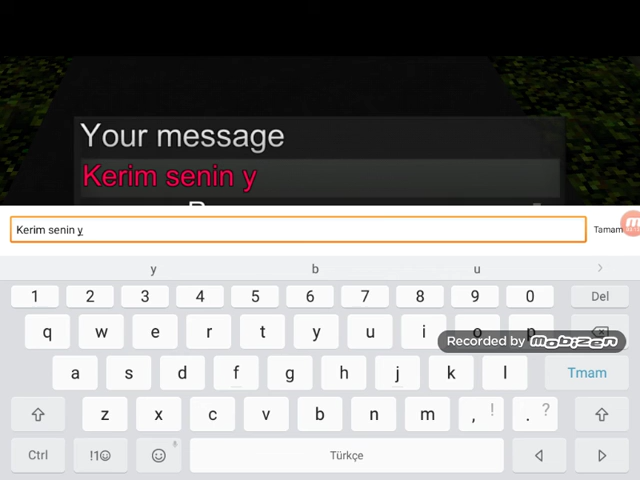 Your message
Kerim senin y
Kerim senin y
Tamam
y b u
1 2 3 4 5 6 7 8 9 0 Del
q w e r t y u i o p
Recorded by mobizen
a s d f g h j k l Tmam
z x c v b n m , ! . ?
Ctrl !1☺ Türkçe